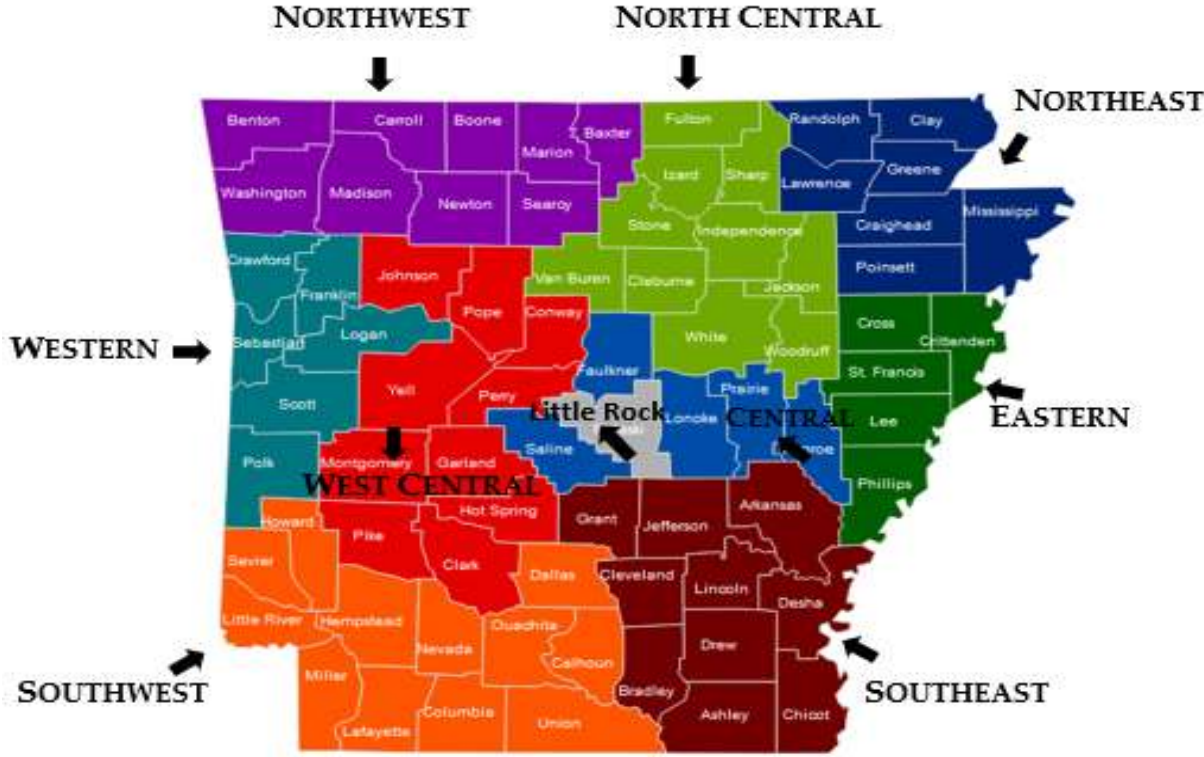 NORTHWEST
NORTH CENTRAL
NORTHEAST
Benton
Carroll
Boone
Marion
Baxter
Fulton
Randolph
Clay
Washington
Madison
Newton
Searcy
Izard
Sharp
Lawrence
Greene
Stone
Independence
Craighead
Mississippi
Crawford
Franklin
Johnson
Pope
Van Buren
Cleburne
Jackson
Poinsett
WESTERN
Sebastian
Logan
Conway
White
Woodruff
Cross
Crittenden
Scott
Yell
Perry
Faulkner
Prairie
St. Francis
Little Rock
Lonoke
CENTRAL
Lee
EASTERN
Polk
Montgomery
Garland
Saline
Phillips
WEST CENTRAL
Howard
Pike
Hot Spring
Grant
Jefferson
Arkansas
Sevier
Clark
Dallas
Cleveland
Lincoln
Desha
Little River
Hempstead
Nevada
Ouachita
Calhoun
Drew
SOUTHWEST
Miller
Lafayette
Columbia
Union
Bradley
Ashley
Chicot
SOUTHEAST